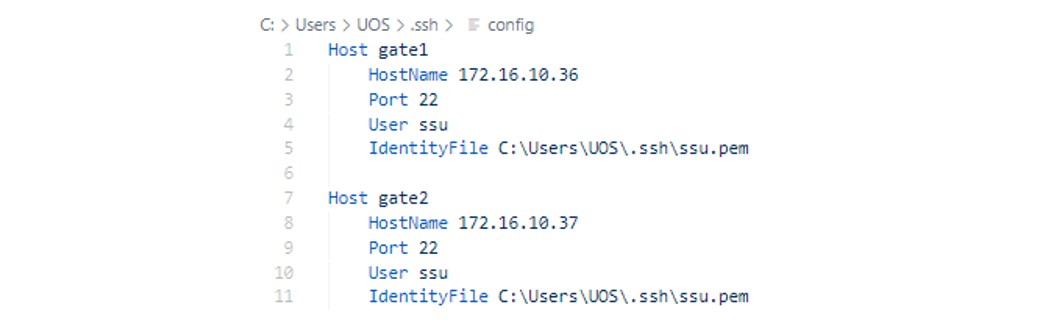 C: > Users > UOS > .ssh > config
1 Host gate1
2 HostName 172.16.10.36
3 Port 22
4 User ssu
5 IdentityFile C:\Users\UOS\.ssh\ssu.pem
6
7 Host gate2
8 HostName 172.16.10.37
9 Port 22
10 User ssu
11 IdentityFile C:\Users\UOS\.ssh\ssu.pem